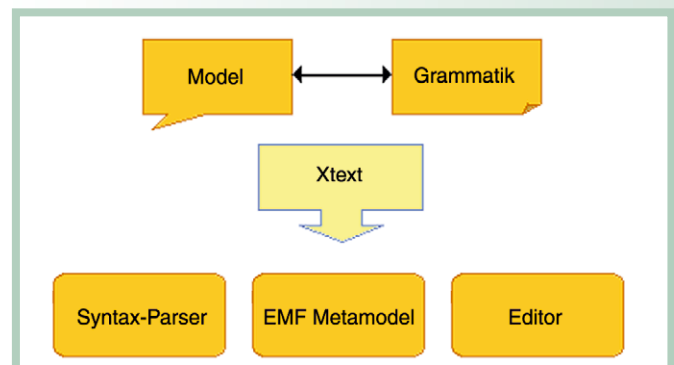 Model
Grammatik
Xtext
Syntax-Parser
EMF Metamodel
Editor